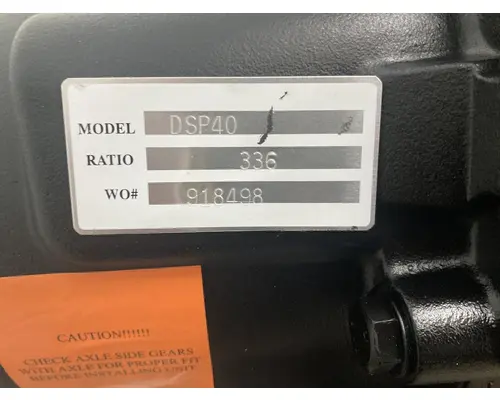 MODEL DSP40
RATIO 336
WO# 918498
CAUTION!!!!!!
CHECK AXLE SIDE GEARS
WITH AXLE FOR PROPER FIT
BEFORE INSTALLING UNIT